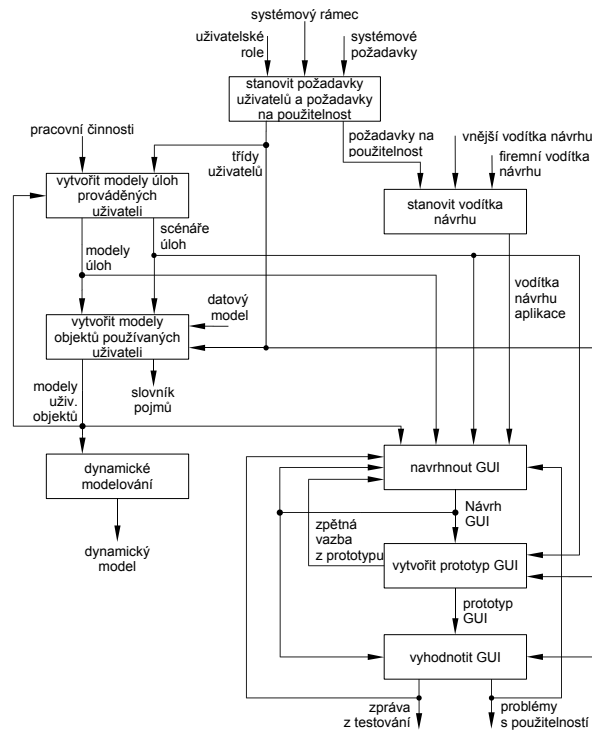 systémový rámec
uživatelské
role
systémové
požadavky
stanovit požadavky
uživatelů a požadavky
na použitelnost
pracovní činnosti
třídy
uživatelů
požadavky na
použitelnost
vnější vodítka návrhu
firemní vodítka
návrhu
vytvořit modely úloh
prováděných
uživateli
stanovit vodítka
návrhu
modely
úloh
scénáře
úloh
vodítka
návrhu
aplikace
datový
model
vytvořit modely
objektů používaných
uživateli
modely
uživ.
objektů
slovník
pojmů
dynamické
modelování
navrhnout GUI
Návrh
GUI
zpětná
vazba
z prototypu
dynamický
model
vytvořit prototyp GUI
prototyp
GUI
vyhodnotit GUI
zpráva
z testování
problémy
s použitelností